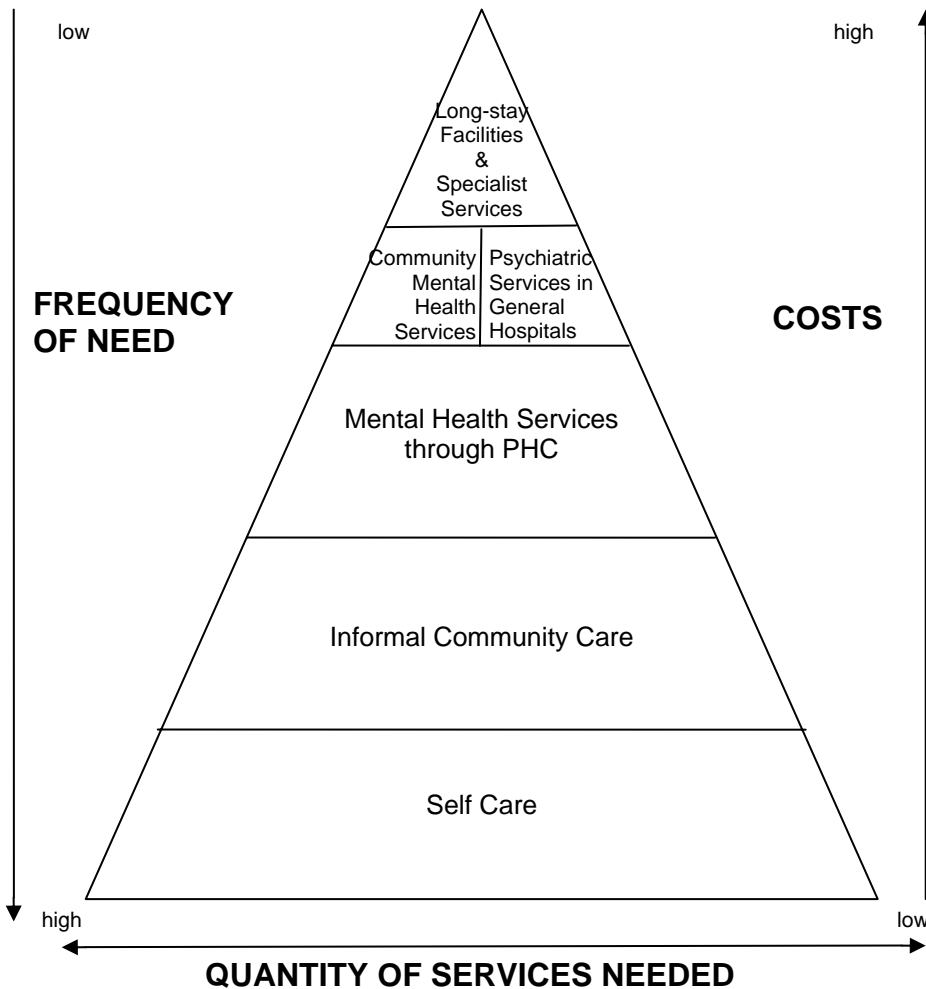 low
high
Long-stay
Facilities
&
Specialist
Services
Community
Mental
Health
Services
Psychiatric
Services in
General
Hospitals
FREQUENCY
OF NEED
COSTS
Mental Health Services
through PHC
Informal Community Care
Self Care
high
low
QUANTITY OF SERVICES NEEDED